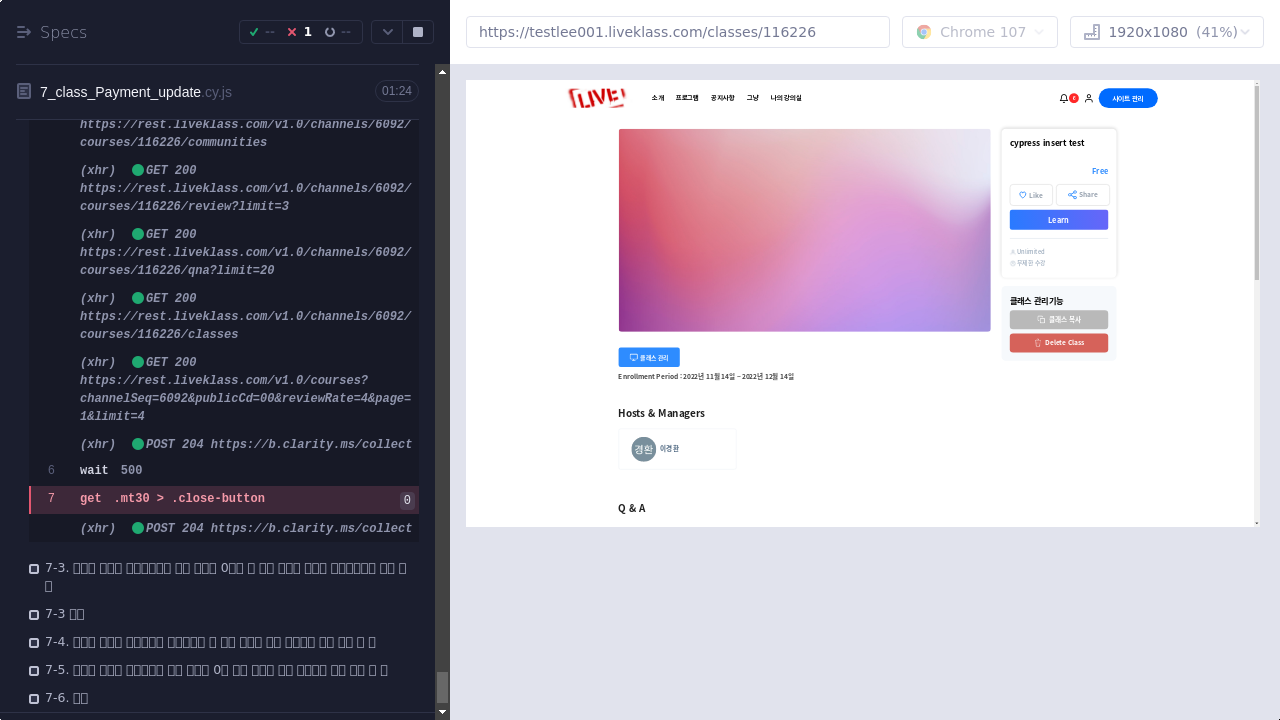 Specs
-- 1 --
https://testlee001.liveklass.com/classes/116226
Chrome 107
1920x1080 (41%)
7_class_Payment_update.cy.js
01:24
https://rest.liveklass.com/v1.0/channels/6092/
courses/116226/communities
(xhr) GET 200
https://rest.liveklass.com/v1.0/channels/6092/
courses/116226/review?limit=3
(xhr) GET 200
https://rest.liveklass.com/v1.0/channels/6092/
courses/116226/qna?limit=20
(xhr) GET 200
https://rest.liveklass.com/v1.0/channels/6092/
courses/116226/classes
(xhr) GET 200
https://rest.liveklass.com/v1.0/courses?
channelSeq=6092&publicCd=00&reviewRate=4&page=
1&limit=4
(xhr) POST 204 https://b.clarity.ms/collect
6 wait 500
7 get .mt30 > .close-button 0
(xhr) POST 204 https://b.clarity.ms/collect
7-3.
7-3
7-4.
7-5.
7-6.
LIVE!
소개 프로그램 공지사항 그냥 나의 강의실
6
사이트 관리
cypress insert test
Free
Like
Share
Learn
Unlimited
무제한 수강
클래스 관리 기능
클래스 복사
Delete Class
클래스 관리
Enrollment Period : 2022년 11월 14일 ~ 2022년 12월 14일
Hosts & Managers
경환 이경환
Q & A